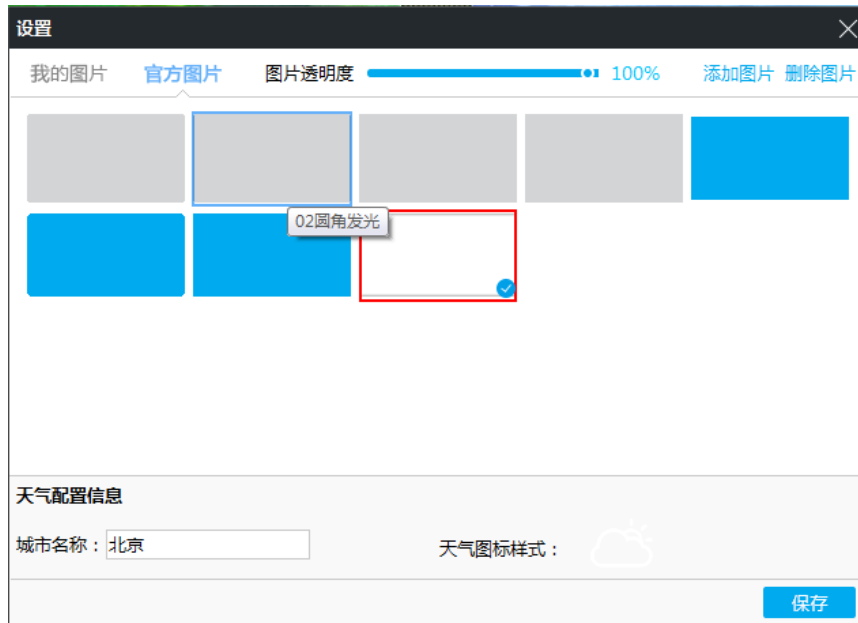 设置
我的图片 官方图片 图片透明度 100% 添加图片 删除图片
02圆角发光
天气配置信息
城市名称：北京 天气图标样式：
保存